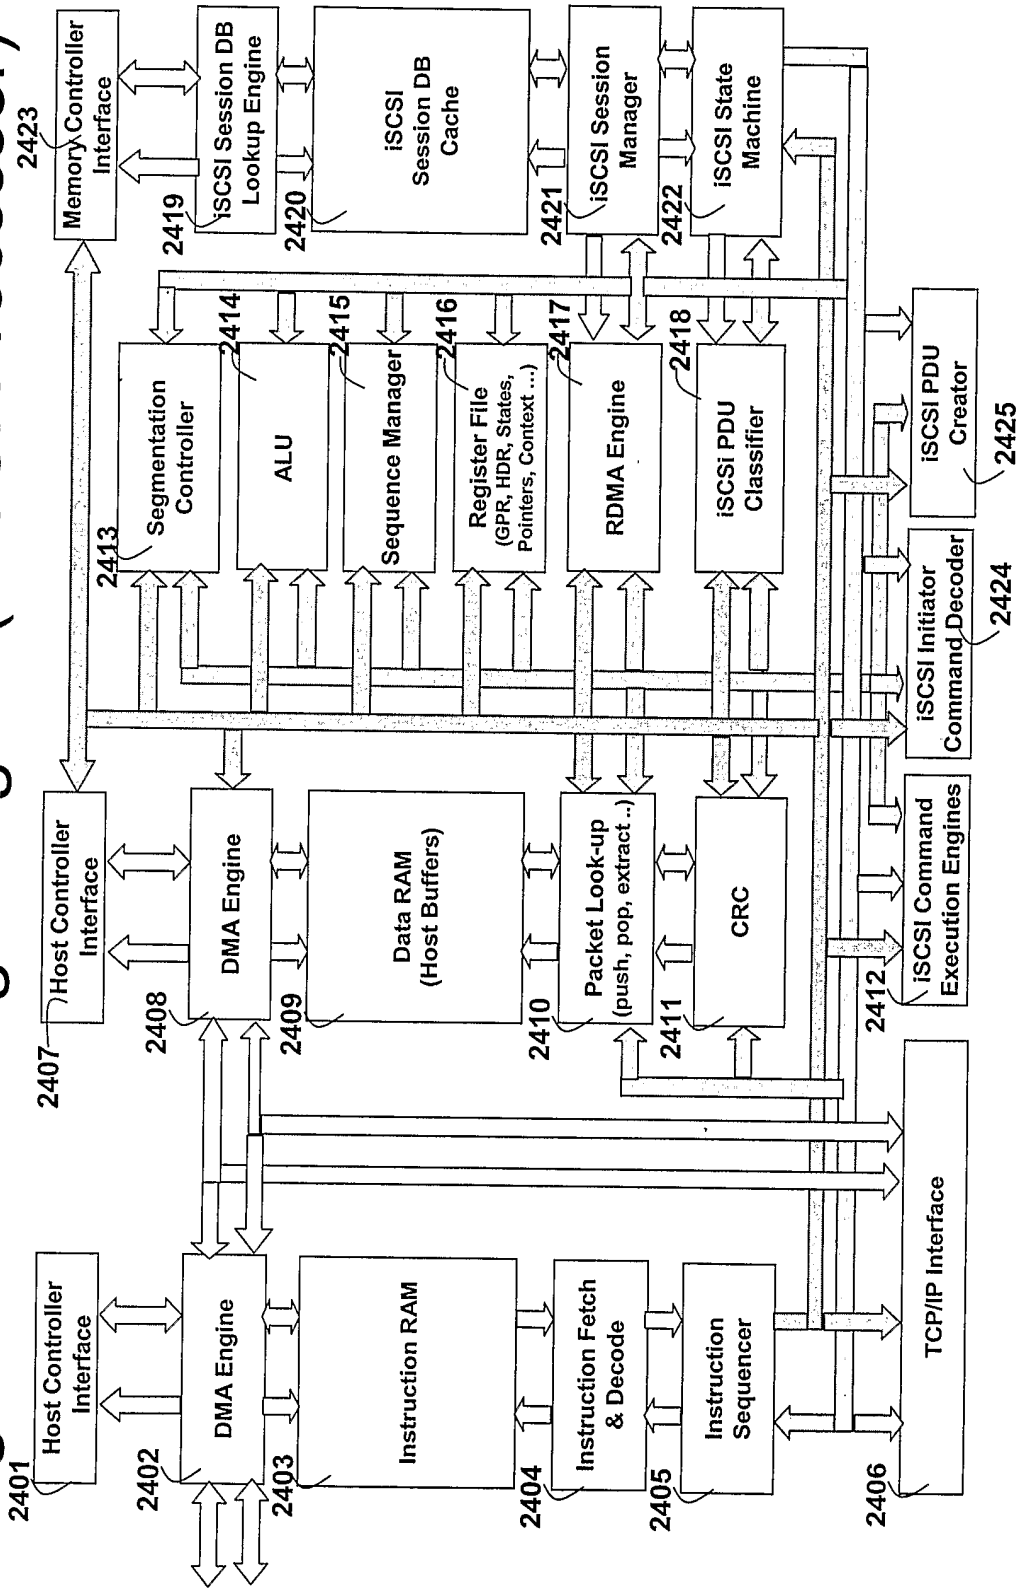 2401
Host Controller
Interface
2402
DMA Engine
2403
Instruction RAM
2404
Instruction Fetch
& Decode
2405
Instruction
Sequencer
2406
TCP/IP Interface
2407
Host Controller
Interface
2408
DMA Engine
2409
Data RAM
(Host Buffers)
2410
Packet Look-up
(push, pop, extract ..)
2411
CRC
2412
iSCSI Command
Execution Engines
2413
Segmentation
Controller
2414
ALU
2415
Sequence Manager
2416
Register File
(GPR, HDR, States,
Pointers, Context ...)
2417
RDMA Engine
2418
iSCSi PDU
Classifier
2423
Memory Controller
Interface
2419
iSCSI Session DB
Lookup Engine
2420
iSCSI
Session DB
Cache
2421
iSCSI Session
Manager
2422
iSCSI State
Machine
iSCSI Initiator
Command Decoder
2424
iSCSI PDU
Creator
2425